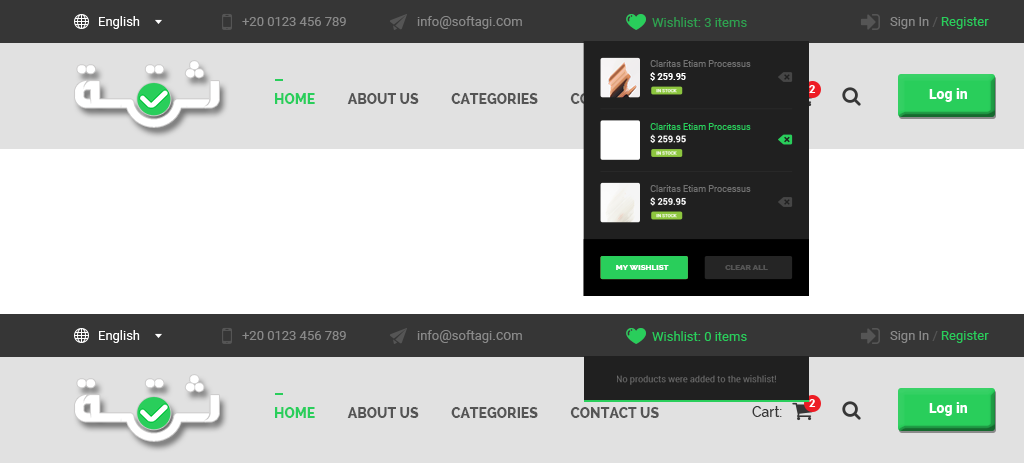 English +20 0123 456 789 info@softagi.com Wishlist: 3 items Sign In / Register
ثقة
HOME ABOUT US CATEGORIES CO 2 Log in
Claritas Etiam Processus
$ 259.95
IN STOCK
Claritas Etiam Processus
$ 259.95
IN STOCK
Claritas Etiam Processus
$ 259.95
IN STOCK
MY WISHLIST CLEAR ALL
English +20 0123 456 789 info@softagi.com Wishlist: 0 items Sign In / Register
No products were added to the wishlist!
ثقة
HOME ABOUT US CATEGORIES CONTACT US Cart: 2 Log in